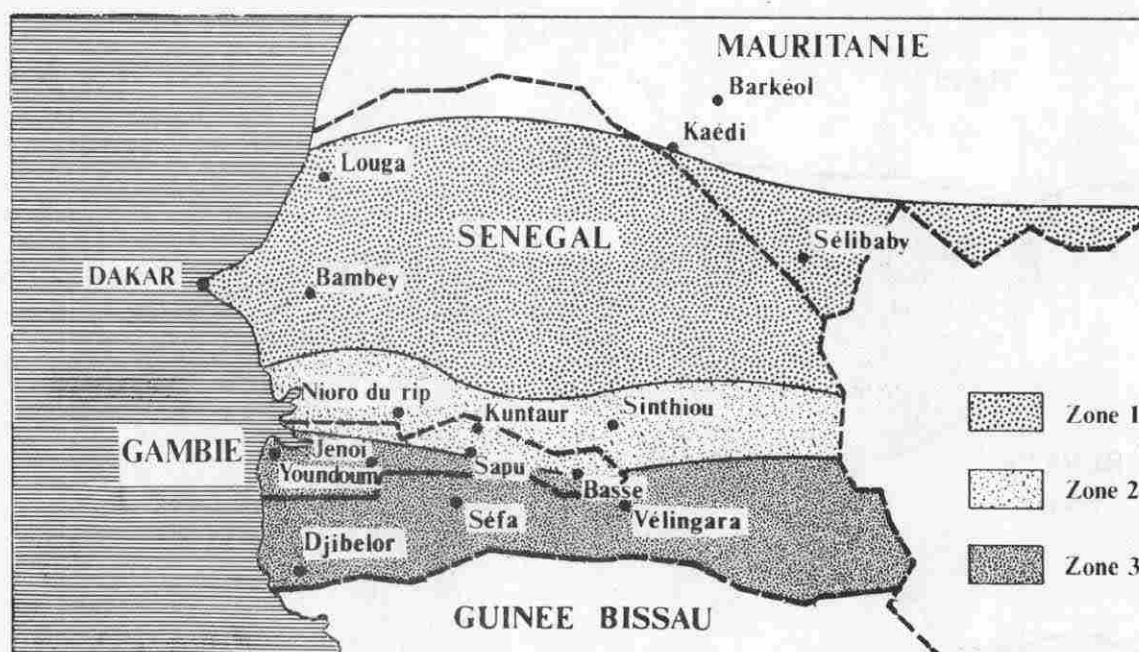 MAURITANIE
Barkéol
Kaédi
Louga
SENEGAL
Sélibaby
DAKAR
Bambey
Nioro du rip
Kuntaur
Sinthiou
Zone 1
GAMBIE
Jenoi
Youndoum
Sapu
Basse
Zone 2
Séfa
Vélingara
Djibelor
Zone 3
GUINEE BISSAU